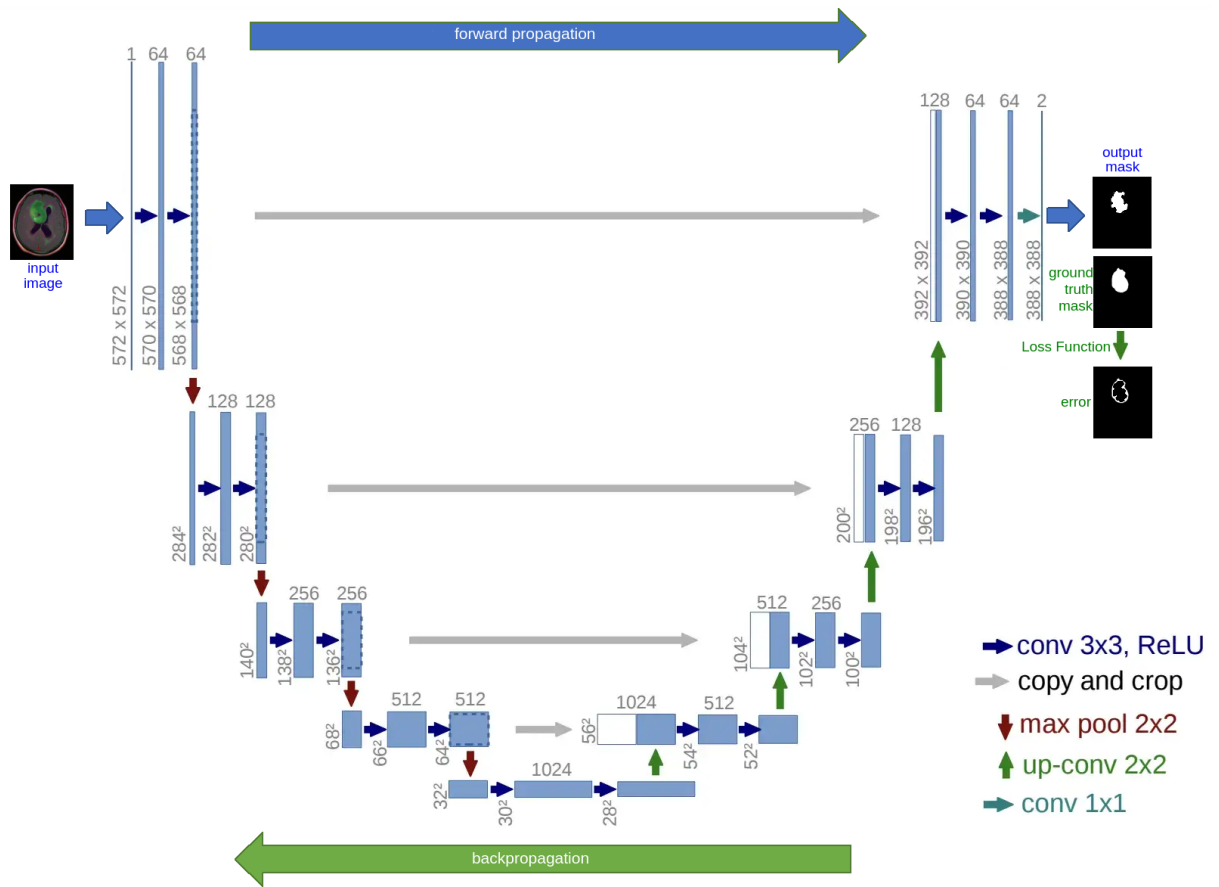 forward propagation
1 64 64
128 64 64 2
output
mask
input
image
572 x 572
570 x 570
568 x 568
392 x 392
390 x 390
388 x 388
388 x 388
ground
truth
mask
Loss Function
error
128 128
284²
282²
280²
256 128
200²
198²
196²
256 256
140²
138²
136²
512 256
104²
102²
100²
512 512
68²
66²
64²
1024 512
56²
54²
52²
1024
32²
30²
28²
conv 3x3, ReLU
copy and crop
max pool 2x2
up-conv 2x2
conv 1x1
backpropagation